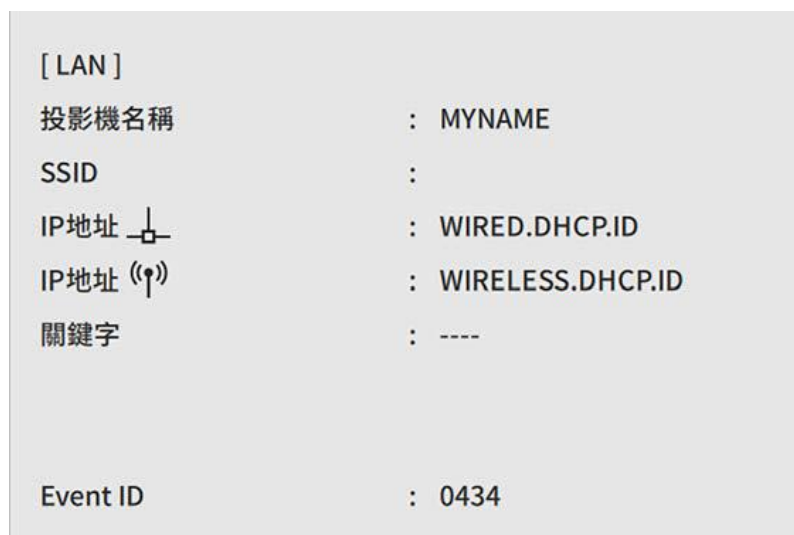 [ LAN ]
投影機名稱 : MYNAME
SSID :
IP地址 : WIRED.DHCP.ID
IP地址 : WIRELESS.DHCP.ID
關鍵字 : ----
Event ID : 0434